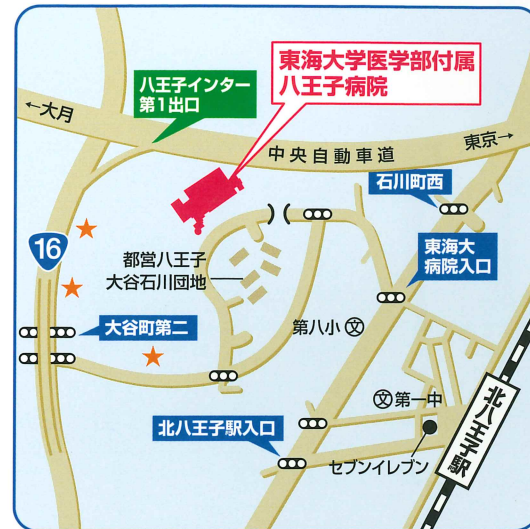 東海大学医学部付属
八王子病院
八王子インター
第1出口
←大月
中央自動車道
東京→
石川町西
16
都営八王子
大谷石川団地
東海大
病院入口
大谷町第二
第八小 文
文 第一中
北八王子駅入口
セブンイレブン
北八王子駅